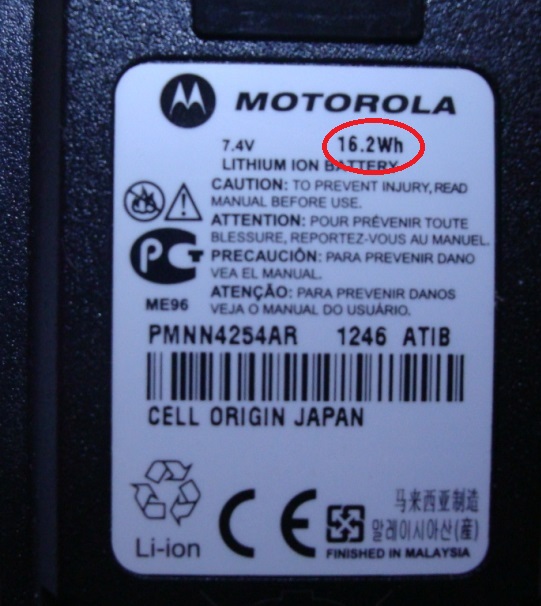 MOTOROLA
7.4V 16.2Wh
LITHIUM ION BATTERY
CAUTION: TO PREVENT INJURY, READ
MANUAL BEFORE USE.
ATTENTION: POUR PRÉVENIR TOUTE
BLESSURE, REPORTEZ-VOUS AU MANUEL.
PRECAUCIÓN: PARA PREVENIR DANO
VEA EL MANUAL.
ATENÇÃO: PARA PREVENIR DANOS
VEJA O MANUAL DO USUÁRIO.
ME96
PMNN4254AR 1246 ATIB
CELL ORIGIN JAPAN
马来西亚制造
말레이시아산(産)
Li-ion CE
FINISHED IN MALAYSIA